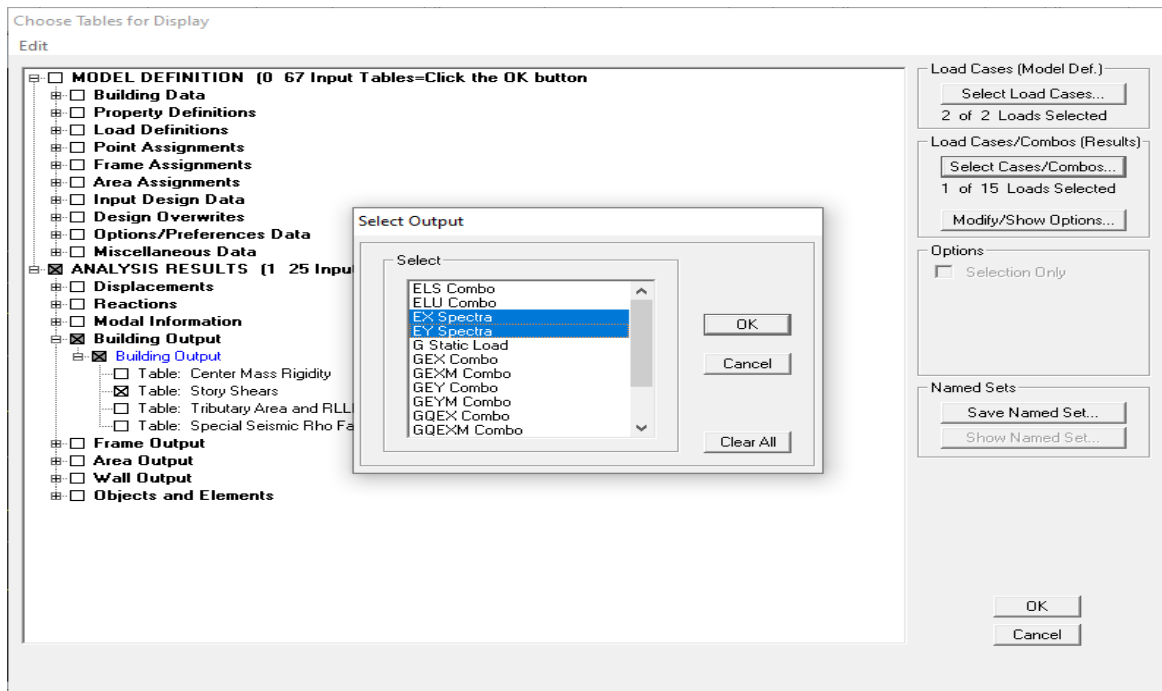 Choose Tables for Display
Edit
MODEL DEFINITION (0 67 Input Tables=Click the OK button
Building Data
Property Definitions
Load Definitions
Point Assignments
Frame Assignments
Area Assignments
Input Design Data
Design Overwrites
Options/Preferences Data
Miscellaneous Data
ANALYSIS RESULTS (1 25 Inpu
Displacements
Reactions
Modal Information
Building Output
Building Output
Table: Center Mass Rigidity
Table: Story Shears
Table: Tributary Area and RLL
Table: Special Seismic Rho Fa
Frame Output
Area Output
Wall Output
Objects and Elements
Select Output
Select
ELS Combo
ELU Combo
EX Spectra
EY Spectra
G Static Load
GEX Combo
GEXM Combo
GEY Combo
GEYM Combo
GQEX Combo
GQEXM Combo
OK
Cancel
Clear All
Load Cases (Model Def.)
Select Load Cases...
2 of 2 Loads Selected
Load Cases/Combos (Results)
Select Cases/Combos...
1 of 15 Loads Selected
Modify/Show Options...
Options
Selection Only
Named Sets
Save Named Set...
Show Named Set...
OK
Cancel